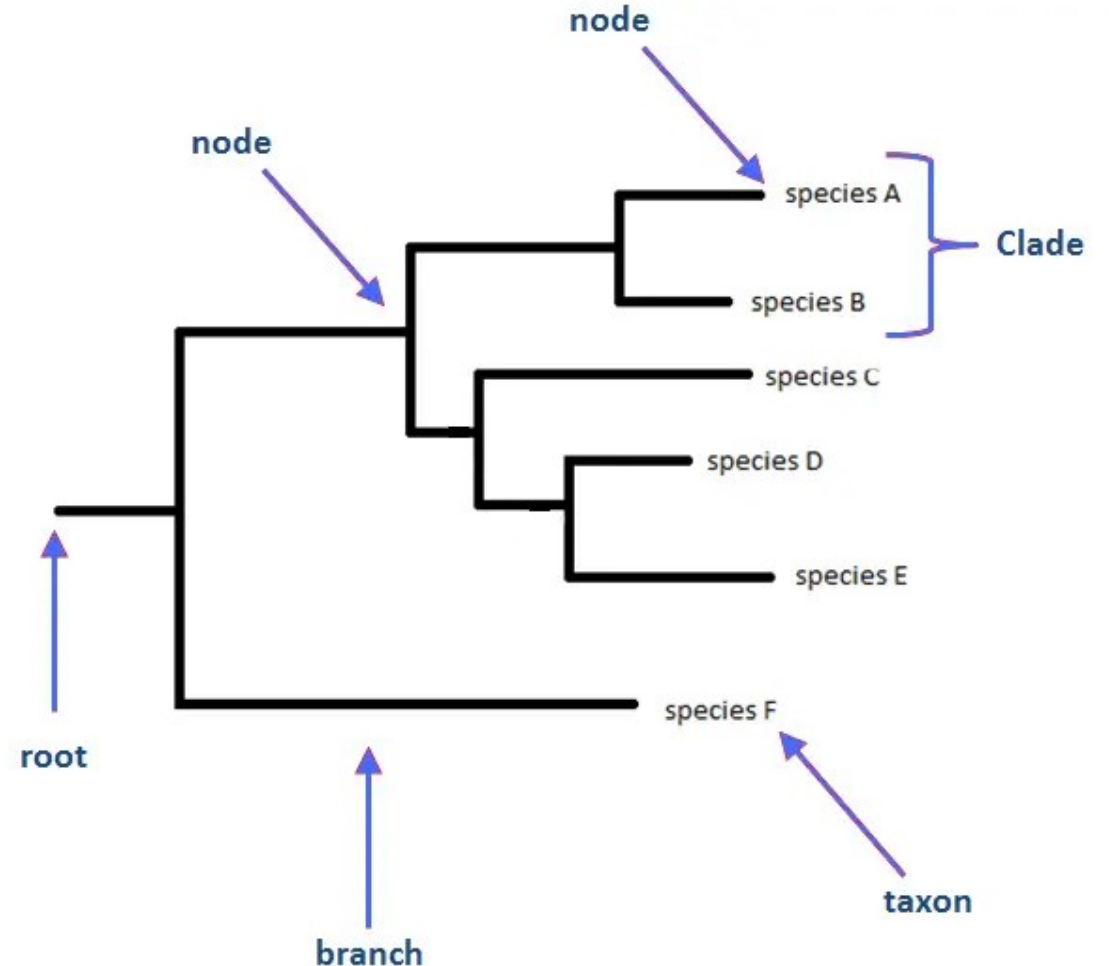 node
node
species A
Clade
species B
species C
species D
species E
species F
root
taxon
branch